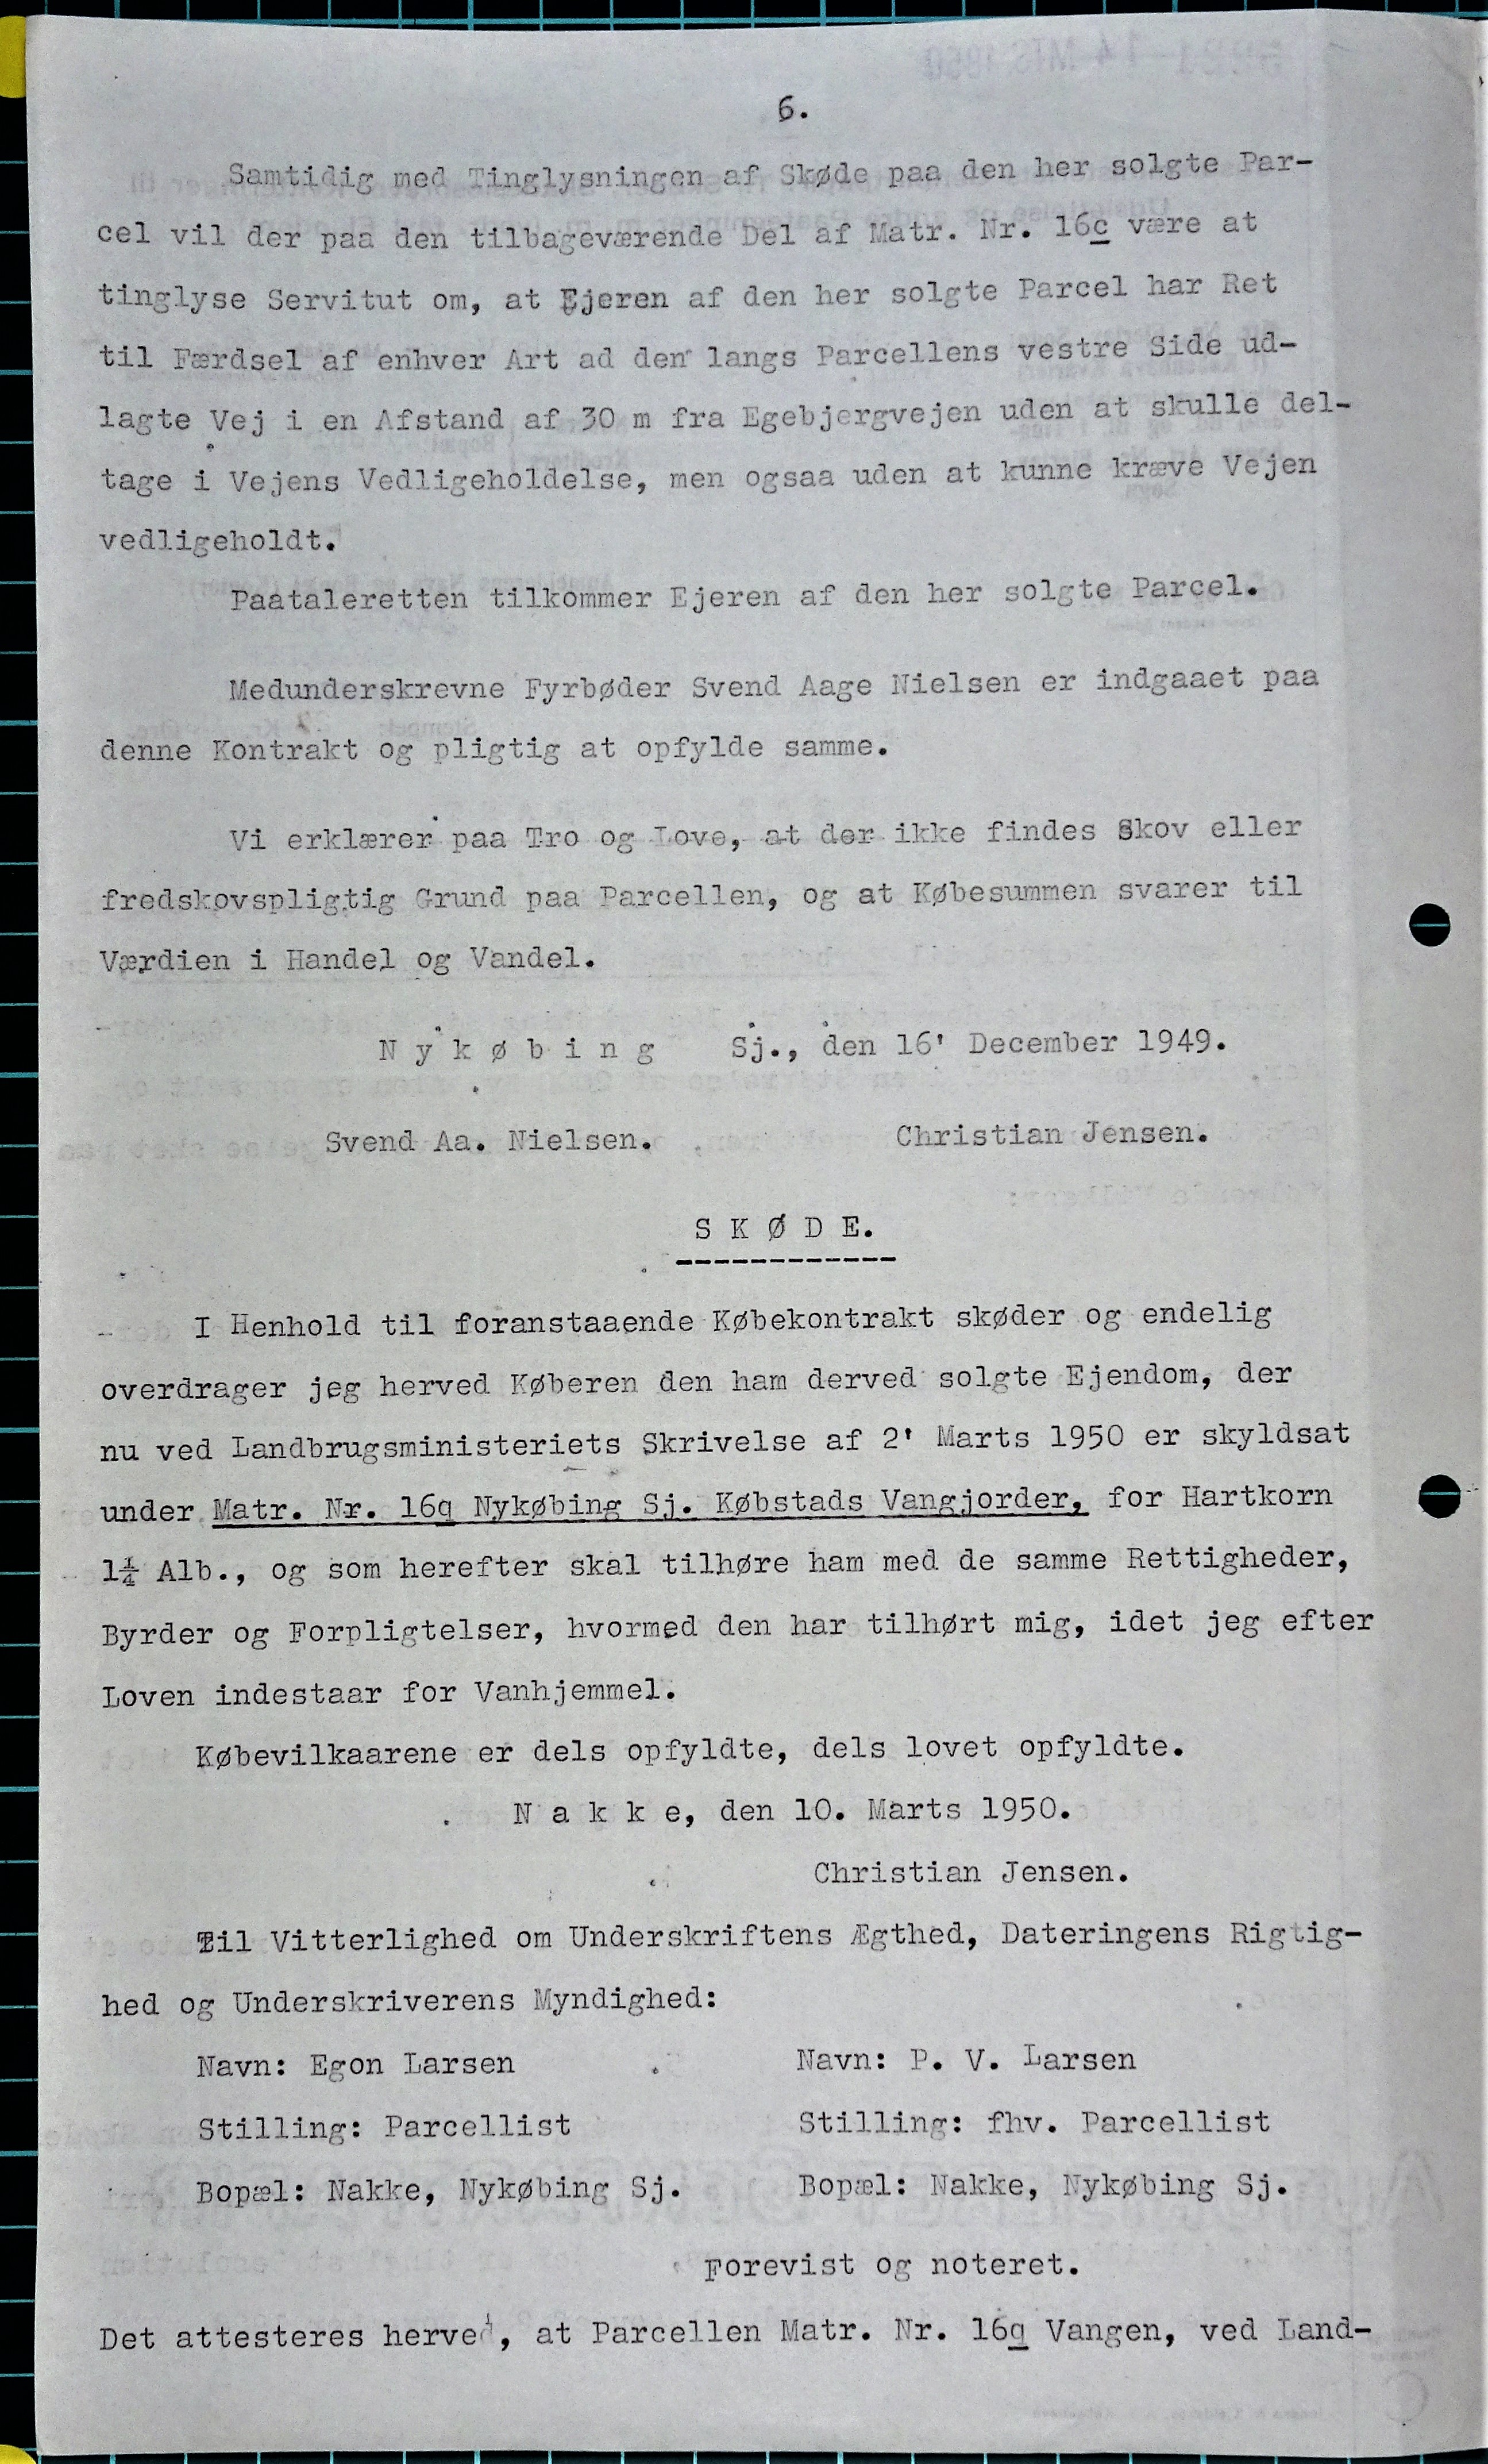 6.
Samtidig med Tinglysningen af Skøde paa den her solgte Par-
cel vil der paa den tilbageværende Del af Matr. Nr. 16c være at
tinglyse Servitut om, at Ejeren af den her solgte Parcel har Ret
til Færdsel af enhver Art ad den langs Parcellens vestre Side ud-
lagte Vej i en Afstand af 30 m fra Egebjergvejen uden at skulle del-
tage i Vejens Vedligeholdelse, men ogsaa uden at kunne kræve Vejen
vedligeholdt.
Paataleretten tilkommer Ejeren af den her solgte Parcel.
Medunderskrevne Fyrbøder Svend Aage Nielsen er indgaaet paa
denne Kontrakt og pligtig at opfylde samme.
Vi erklærer paa Tro og Love, at der ikke findes Skov eller
fredskovspligtig Grund paa Parcellen, og at Købesummen svarer til
Værdien i Handel og Vandel.
N y k ø b i n g Sj., den 16' December 1949.
Svend Aa. Nielsen. Christian Jensen.
S K Ø D E.
I Henhold til foranstaaende Købekontrakt skøder og endelig
overdrager jeg herved Køberen den ham derved solgte Ejendom, der
nu ved Landbrugsministeriets Skrivelse af 2' Marts 1950 er skyldsat
under Matr. Nr. 16q Nykøbing Sj. Købstads Vangjorder, for Hartkorn
1¼ Alb., og som herefter skal tilhøre ham med de samme Rettigheder,
Byrder og Forpligtelser, hvormed den har tilhørt mig, idet jeg efter
Loven indestaar for Vanhjemmel.
Købevilkaarene er dels opfyldte, dels lovet opfyldte.
N a k k e, den 10. Marts 1950.
Christian Jensen.
Til Vitterlighed om Underskriftens Ægthed, Dateringens Rigtig-
hed og Underskriverens Myndighed:
Navn: Egon Larsen Navn: P. V. Larsen
Stilling: Parcellist Stilling: fhv. Parcellist
Bopæl: Nakke, Nykøbing Sj. Bopæl: Nakke, Nykøbing Sj.
Forevist og noteret.
Det attesteres herved, at Parcellen Matr. Nr. 16q Vangen, ved Land-